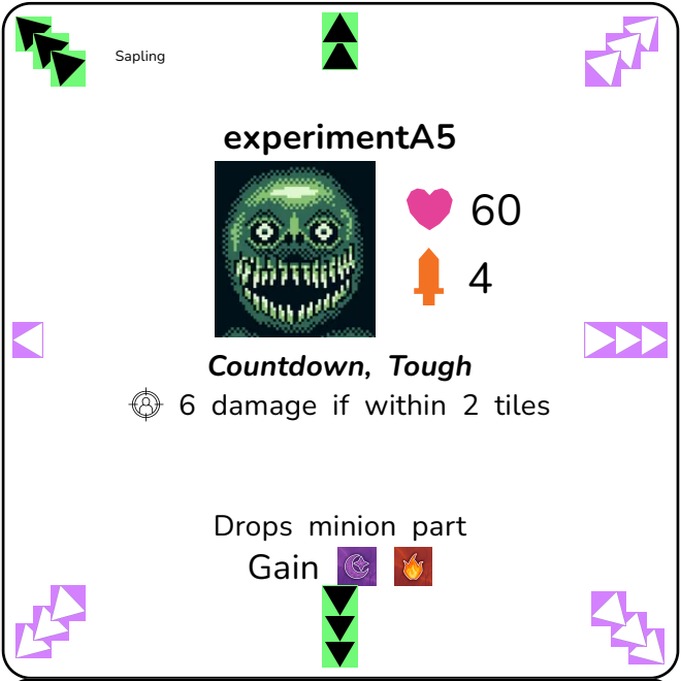 Sapling
experimentA5
60
4
Countdown, Tough
6 damage if within 2 tiles
Drops minion part
Gain